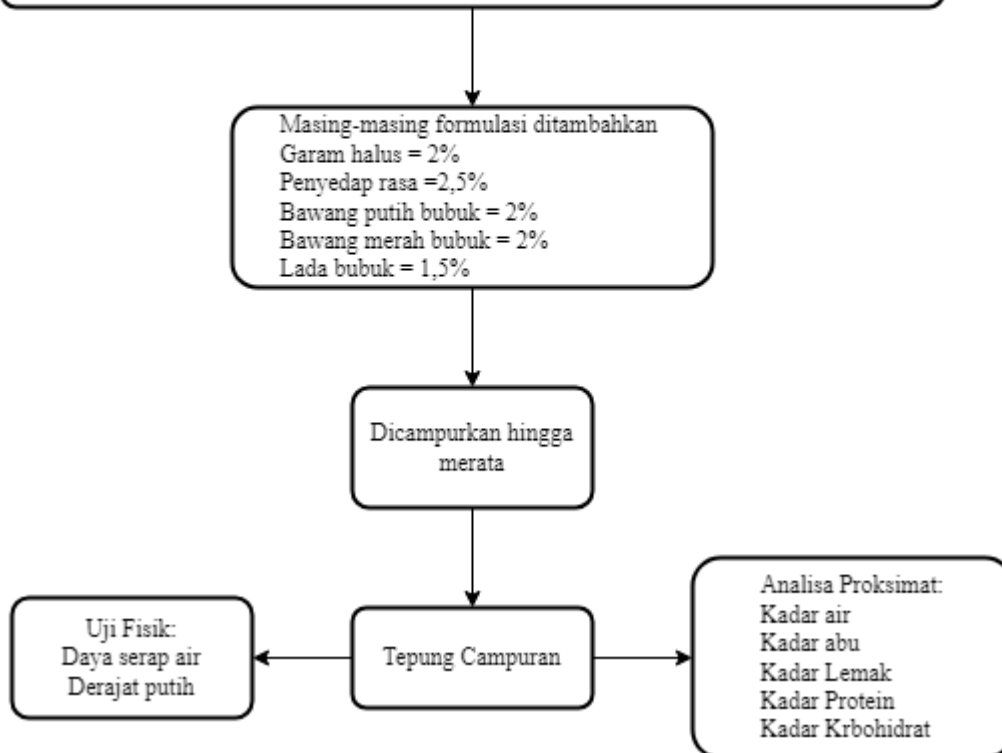 Masing-masing formulasi ditambahkan
Garam halus = 2%
Penyedap rasa =2,5%
Bawang putih bubuk = 2%
Bawang merah bubuk = 2%
Lada bubuk = 1,5%
Dicampurkan hingga
merata
Uji Fisik:
Daya serap air
Derajat putih
Tepung Campuran
Analisa Proksimat:
Kadar air
Kadar abu
Kadar Lemak
Kadar Protein
Kadar Krbohidrat